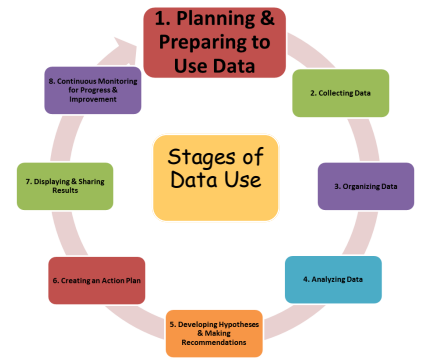 1. Planning &
Preparing to
Use Data
2. Collecting Data
3. Organizing Data
4. Analyzing Data
5. Developing Hypotheses
& Making
Recommendations
6. Creating an Action Plan
7. Displaying & Sharing
Results
8. Continuous Monitoring
for Progress &
Improvement
Stages of
Data Use